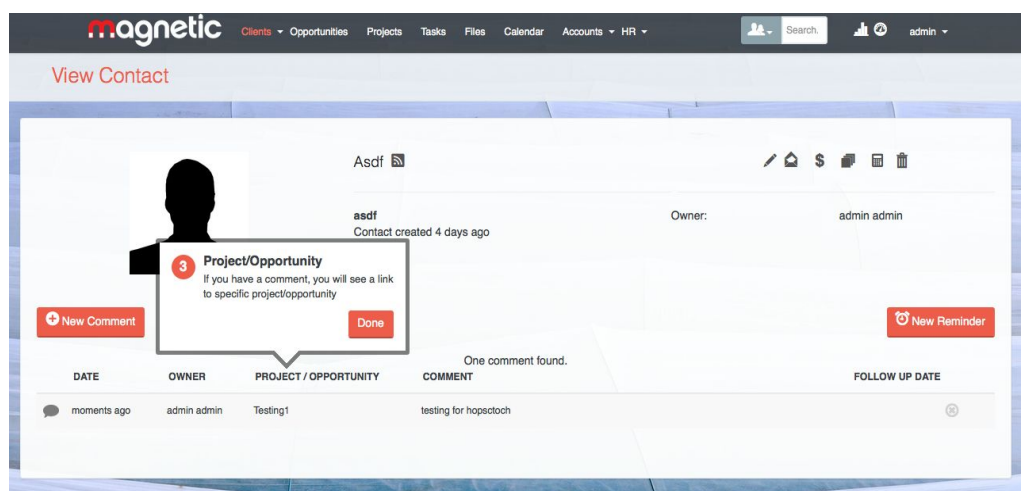 magnetic Clients Opportunities Projects Tasks Files Calendar Accounts HR Search. admin
View Contact
Asdf
asdf
Contact created 4 days ago
Owner: admin admin
3 Project/Opportunity
If you have a comment, you will see a link
to specific project/opportunity
Done
New Comment
New Reminder
One comment found.
DATE OWNER PROJECT / OPPORTUNITY COMMENT FOLLOW UP DATE
moments ago admin admin Testing1 testing for hopsctoch